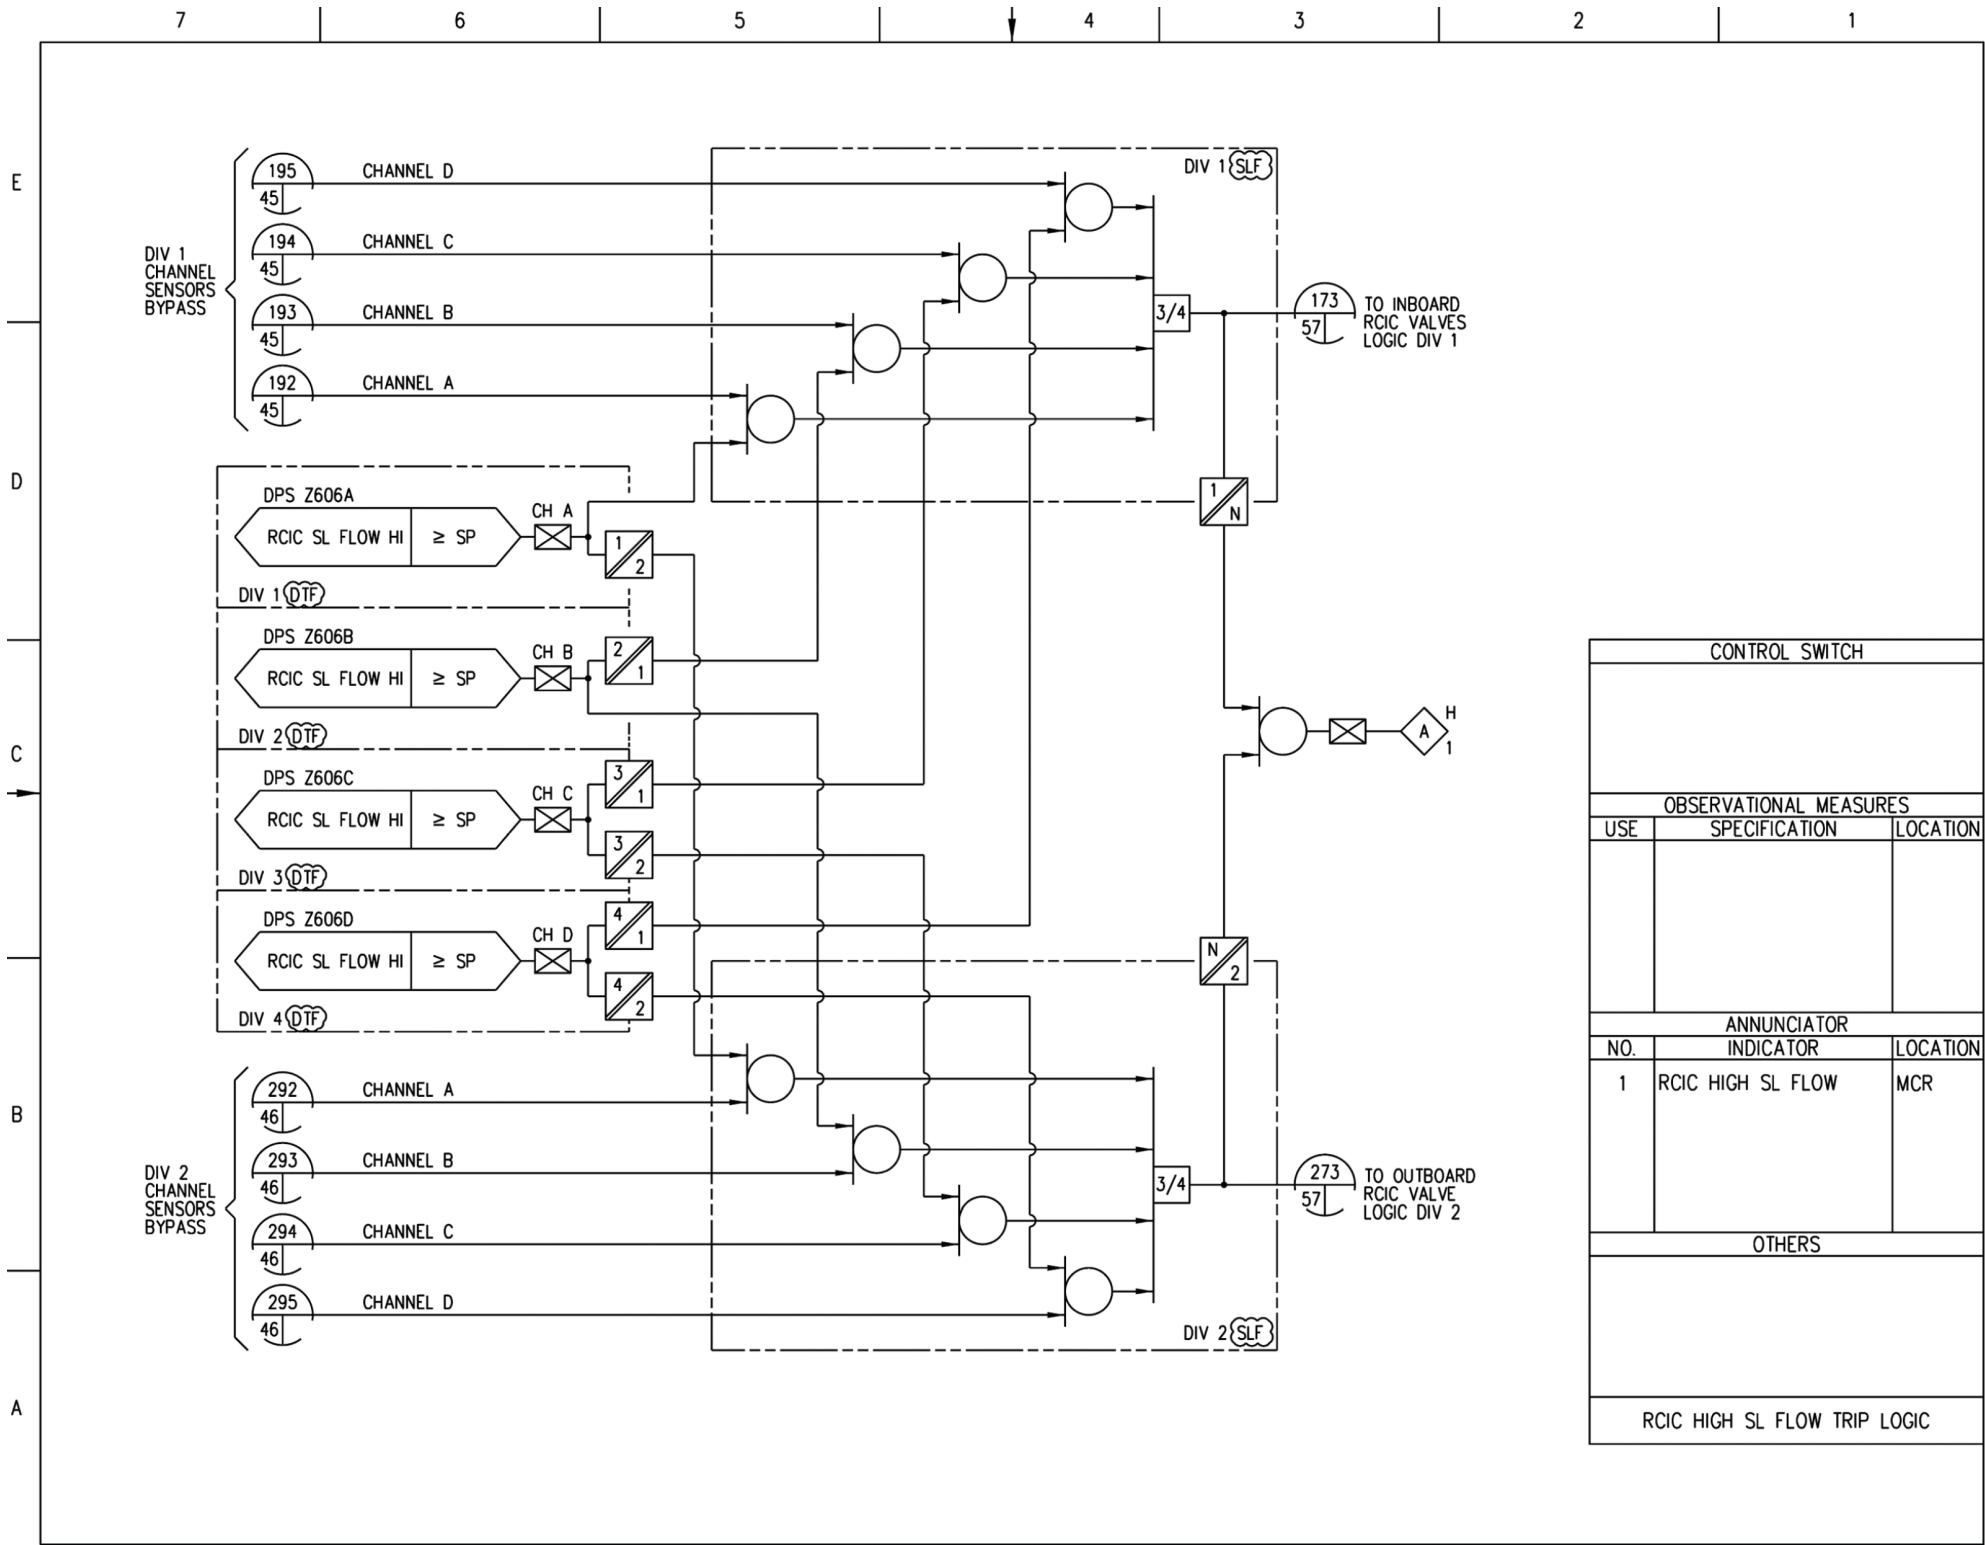 7 6 5 4 3 2 1
E
D
C
B
A
DIV 1
CHANNEL
SENSORS
BYPASS
195
45
CHANNEL D
194
45
CHANNEL C
193
45
CHANNEL B
192
45
CHANNEL A
DIV 1 SLF
3/4
173
57
TO INBOARD
RCIC VALVES
LOGIC DIV 1
1
N
DPS Z606A
RCIC SL FLOW HI ≥ SP
CH A
1
2
DIV 1 DTF
DPS Z606B
RCIC SL FLOW HI ≥ SP
CH B
2
1
DIV 2 DTF
DPS Z606C
RCIC SL FLOW HI ≥ SP
CH C
3
1
3
2
DIV 3 DTF
DPS Z606D
RCIC SL FLOW HI ≥ SP
CH D
4
1
4
2
DIV 4 DTF
A
H
1
N
2
DIV 2
CHANNEL
SENSORS
BYPASS
292
46
CHANNEL A
293
46
CHANNEL B
294
46
CHANNEL C
295
46
CHANNEL D
3/4
273
57
TO OUTBOARD
RCIC VALVE
LOGIC DIV 2
DIV 2 SLF
CONTROL SWITCH
OBSERVATIONAL MEASURES
USE SPECIFICATION LOCATION
ANNUNCIATOR
NO. INDICATOR LOCATION
1 RCIC HIGH SL FLOW MCR
OTHERS
RCIC HIGH SL FLOW TRIP LOGIC